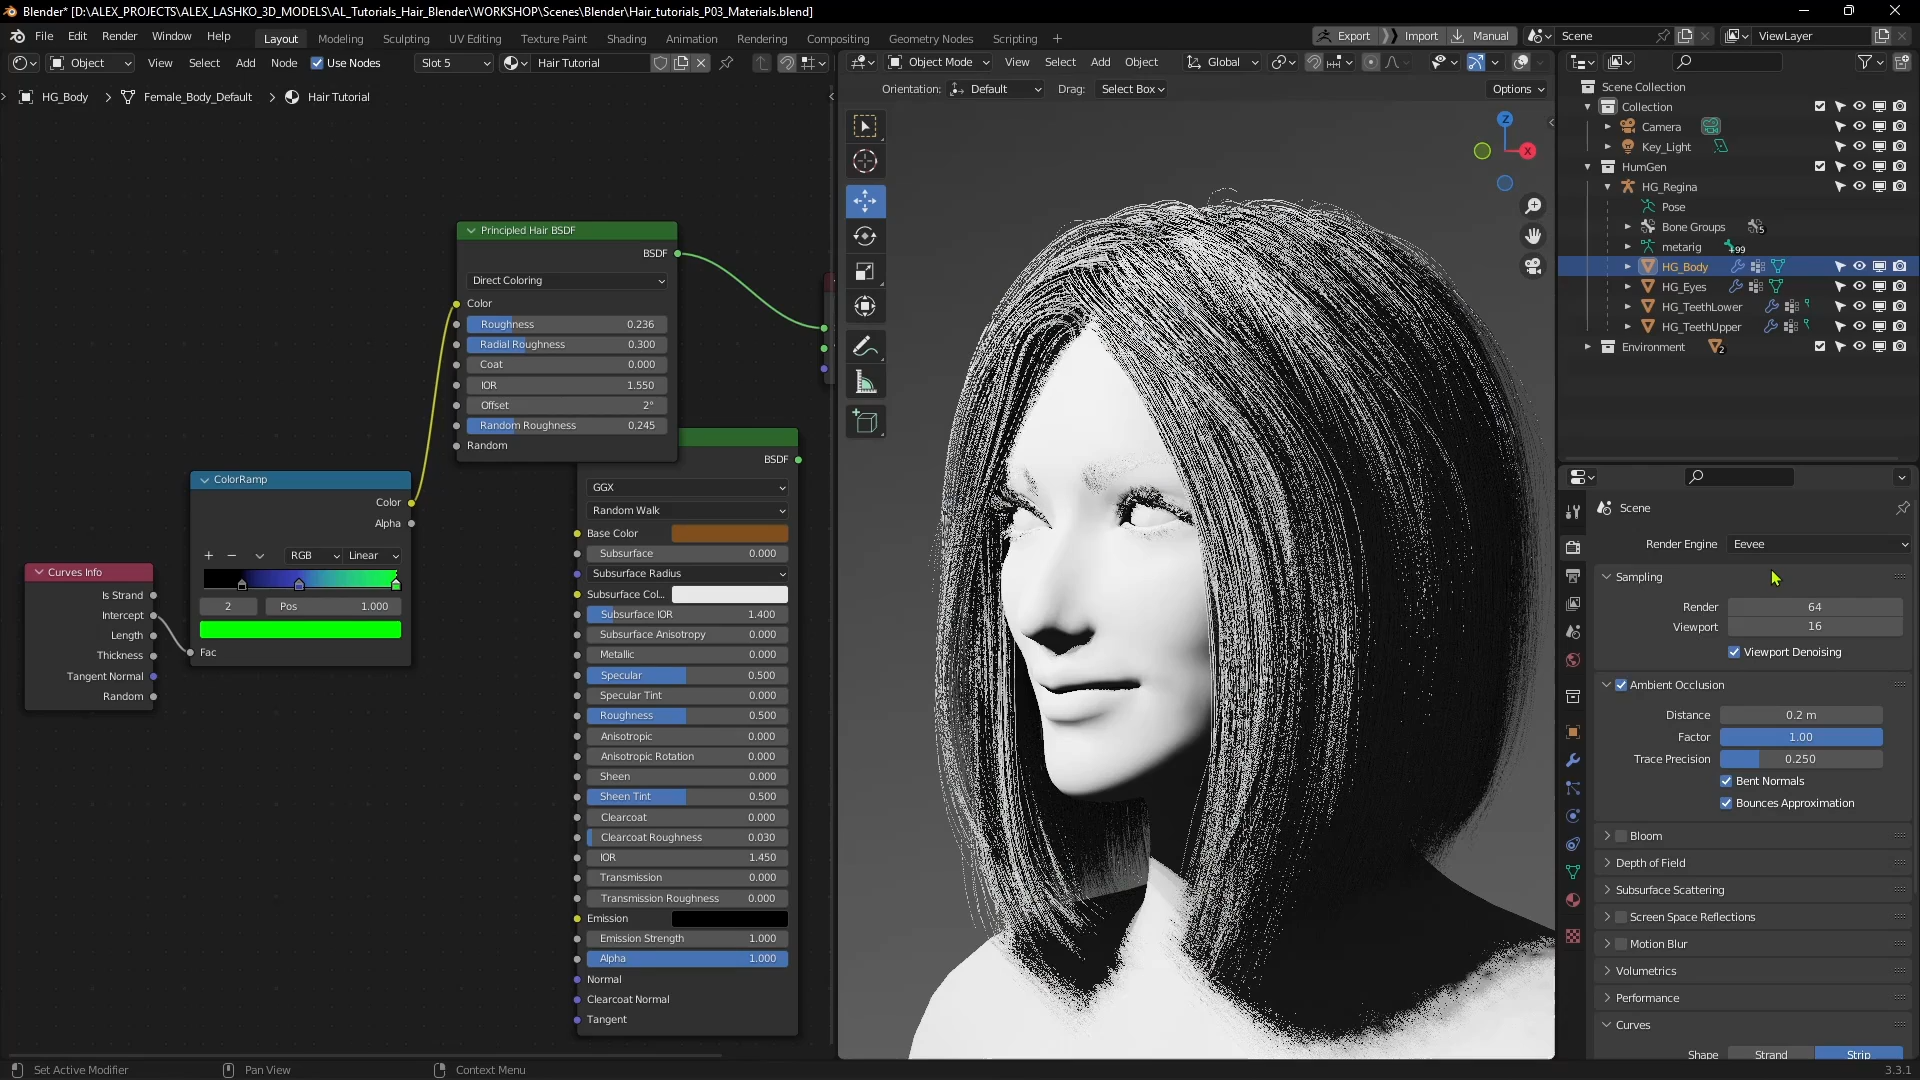 Blender* [D:\ALEX_PROJECTS\ALEX_LASHKO_3D_MODELS\AL_Tutorials_Hair_Blender\WORKSHOP\Scenes\Blender\Hair_tutorials_P03_Materials.blend]
File Edit Render Window Help Layout Modeling Sculpting UV Editing Texture Paint Shading Animation Rendering Compositing Geometry Nodes Scripting + Export Import Manual Scene ViewLayer
Object View Select Add Node Use Nodes Slot 5 Hair Tutorial
Object Mode View Select Add Object Global
HG_Body Female_Body_Default Hair Tutorial
Orientation: Default Drag: Select Box Options
Principled Hair BSDF
BSDF
Direct Coloring
Color
Roughness 0.236
Radial Roughness 0.300
Coat 0.000
IOR 1.550
Offset 2°
Random Roughness 0.245
Random
ColorRamp
Color
Alpha
RGB Linear
2 Pos 1.000
Fac
Curves Info
Is Strand
Intercept
Length
Thickness
Tangent Normal
Random
BSDF
GGX
Random Walk
Base Color
Subsurface 0.000
Subsurface Radius
Subsurface Col...
Subsurface IOR 1.400
Subsurface Anisotropy 0.000
Metallic 0.000
Specular 0.500
Specular Tint 0.000
Roughness 0.500
Anisotropic 0.000
Anisotropic Rotation 0.000
Sheen 0.000
Sheen Tint 0.500
Clearcoat 0.000
Clearcoat Roughness 0.030
IOR 1.450
Transmission 0.000
Transmission Roughness 0.000
Emission
Emission Strength 1.000
Alpha 1.000
Normal
Clearcoat Normal
Tangent
Z
X
Scene Collection
Collection
Camera
Key_Light
HumGen
HG_Regina
Pose
Bone Groups 5
metarig 99
HG_Body
HG_Eyes
HG_TeethLower
HG_TeethUpper
Environment 2
Scene
Render Engine Eevee
Sampling
Render 64
Viewport 16
Viewport Denoising
Ambient Occlusion
Distance 0.2 m
Factor 1.00
Trace Precision 0.250
Bent Normals
Bounces Approximation
Bloom
Depth of Field
Subsurface Scattering
Screen Space Reflections
Motion Blur
Volumetrics
Performance
Curves
Shape Strand Strip
Set Active Modifier Pan View Context Menu 3.3.1